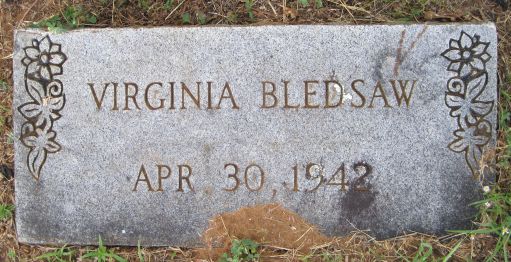 VIRGINIA BLEDSAW
APR. 30, 1942